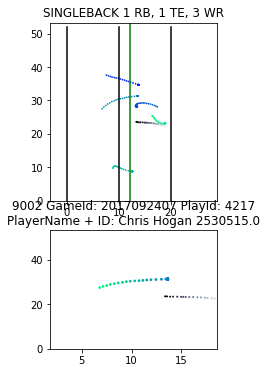 SINGLEBACK 1 RB, 1 TE, 3 WR
50
40
30
20
10
0
0 10 20
9002 GameId: 2017092407 PlayId: 4217
PlayerName + ID: Chris Hogan 2530515.0
40
20
0
5 10 15